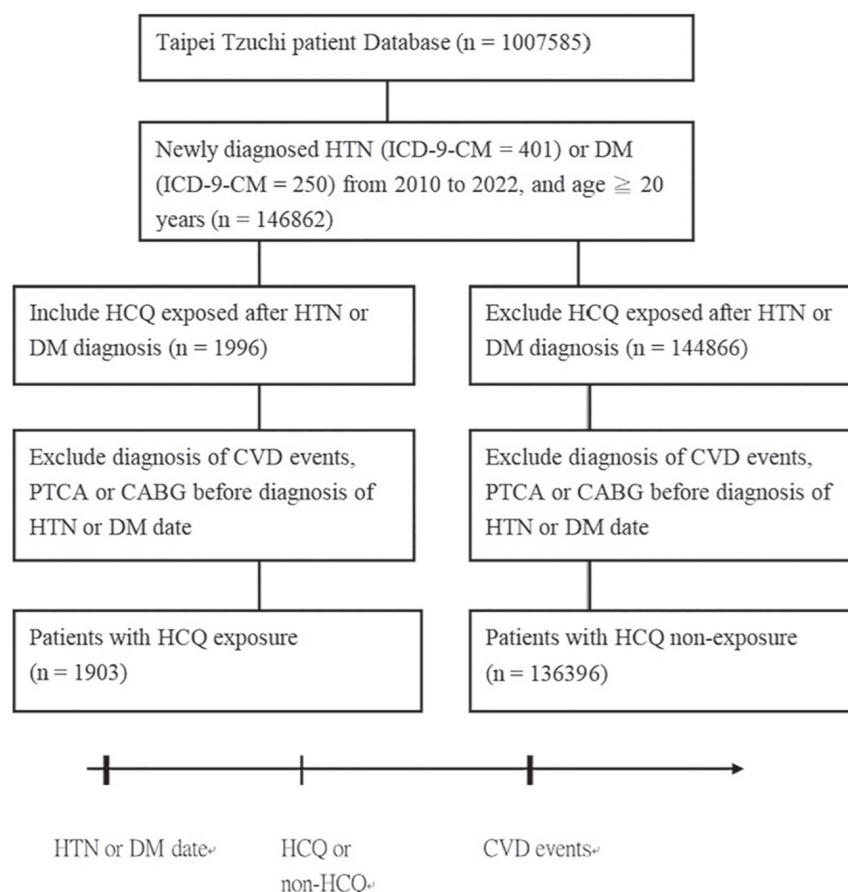 Taipei Tzuchi patient Database (n = 1007585)
Newly diagnosed HTN (ICD-9-CM = 401) or DM
(ICD-9-CM = 250) from 2010 to 2022, and age ≧ 20
years (n = 146862)
Include HCQ exposed after HTN or
DM diagnosis (n = 1996)
Exclude HCQ exposed after HTN or
DM diagnosis (n = 144866)
Exclude diagnosis of CVD events,
PTCA or CABG before diagnosis of
HTN or DM date
Exclude diagnosis of CVD events,
PTCA or CABG before diagnosis of
HTN or DM date
Patients with HCQ exposure
(n = 1903)
Patients with HCQ non-exposure
(n = 136396)
HTN or DM date↵
HCQ or
non-HCQ↵
CVD events↵